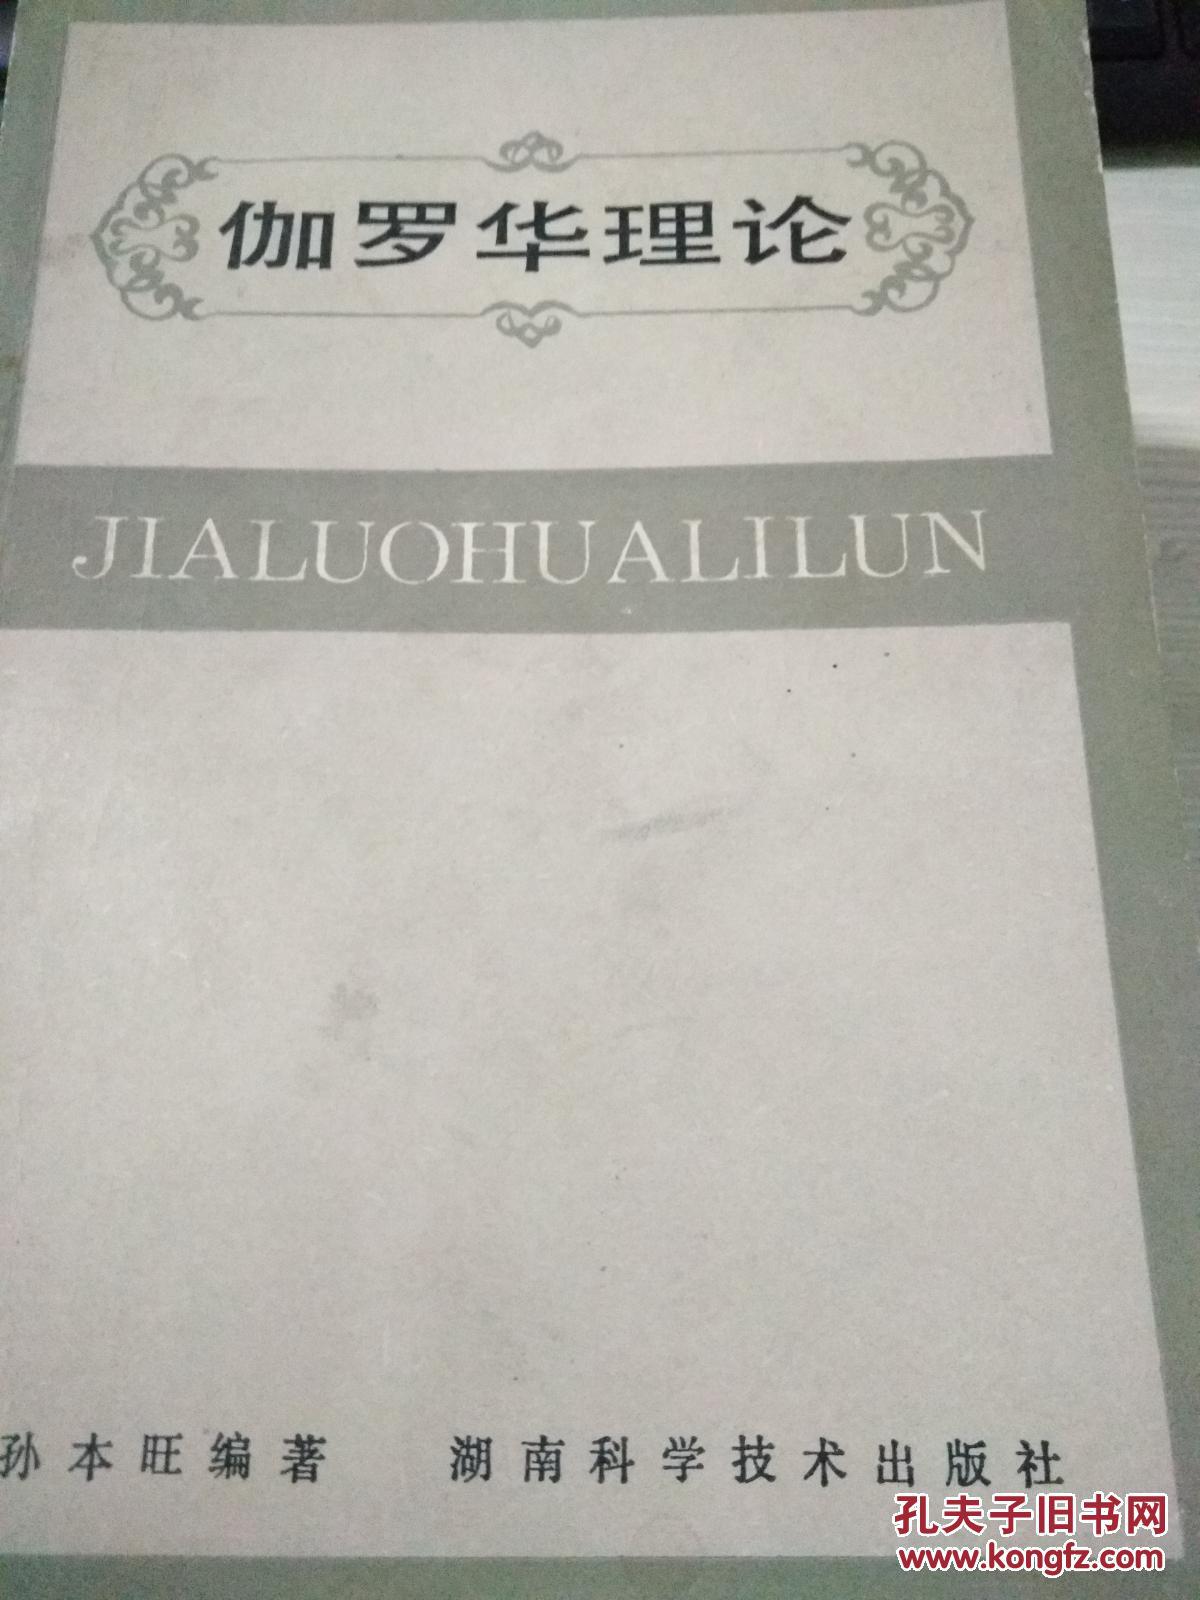 伽罗华理论
JIALUOHUALILUN
孙本旺编著 湖南科学技术出版社
孔夫子旧书网
www.kongfz.com